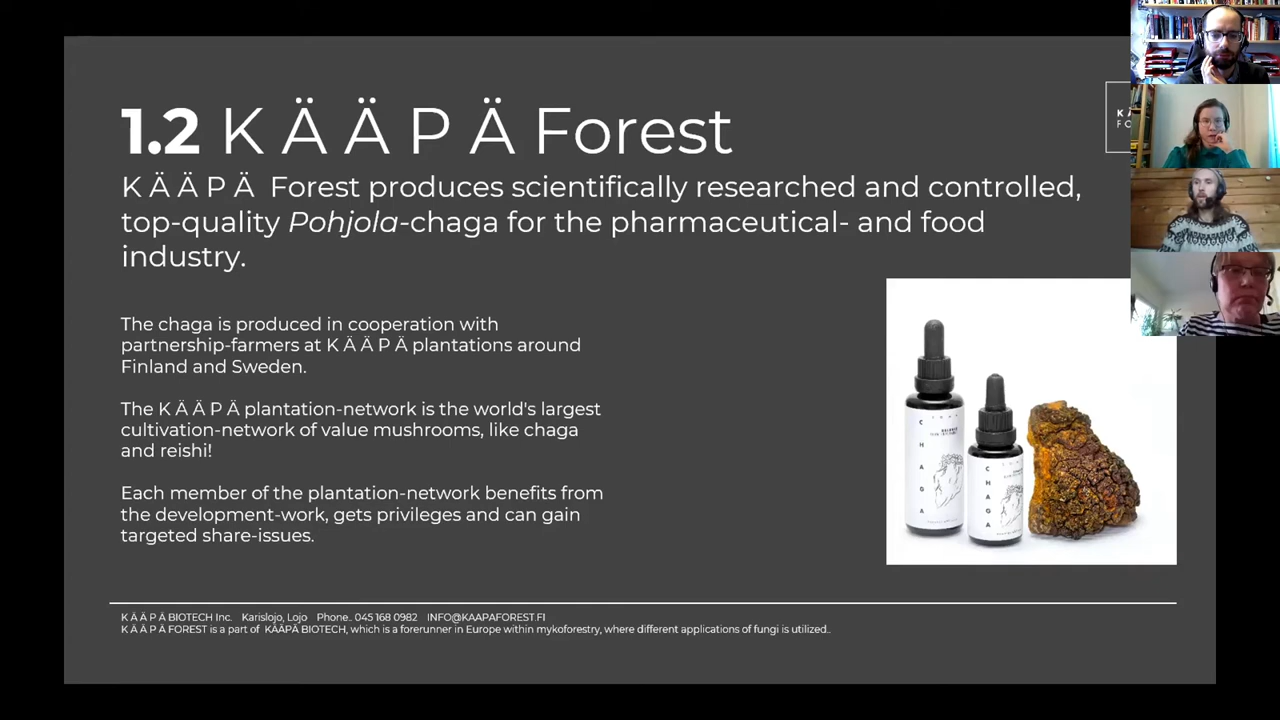 1.2 K Ä Ä P Ä Forest
K Ä Ä P Ä Forest produces scientifically researched and controlled,
top-quality Pohjola-chaga for the pharmaceutical- and food
industry.
The chaga is produced in cooperation with
partnership-farmers at K Ä Ä P Ä plantations around
Finland and Sweden.
The K Ä Ä P Ä plantation-network is the world's largest
cultivation-network of value mushrooms, like chaga
and reishi!
Each member of the plantation-network benefits from
the development-work, gets privileges and can gain
targeted share-issues.
CHAGA
CHAGA
K Ä Ä P Ä BIOTECH Inc. Karislojo, Lojo Phone.. 045 168 0982 INFO@KAAPAFOREST.FI
K Ä Ä P Ä FOREST is a part of KÄÄPÄ BIOTECH, which is a forerunner in Europe within mykoforestry, where different applications of fungi is utilized..